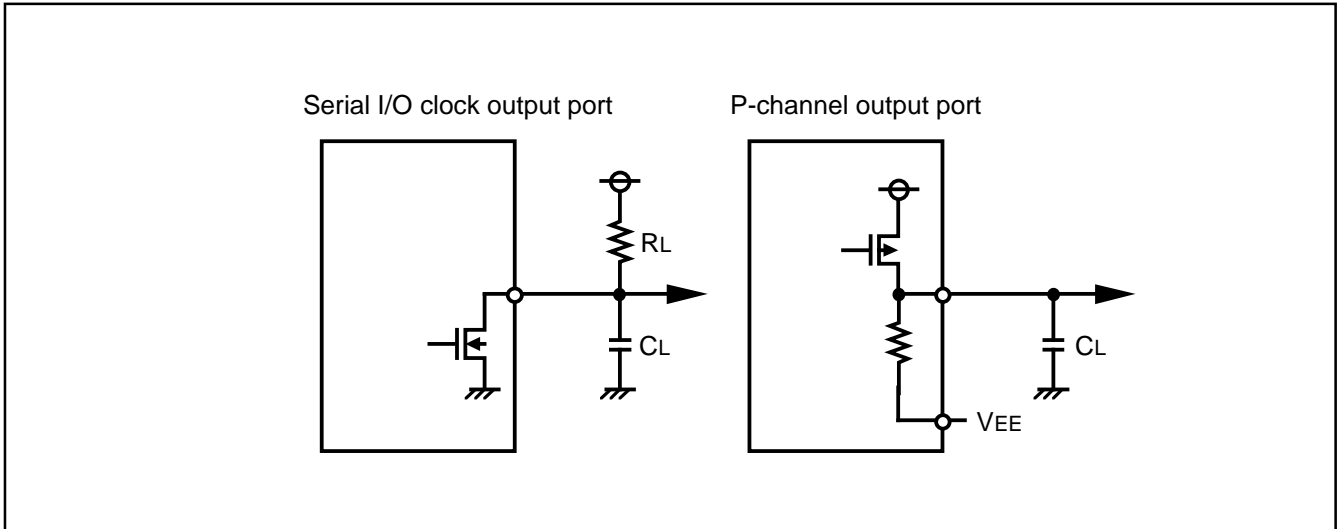 Serial I/O clock output port
RL
CL
P-channel output port
CL
VEE